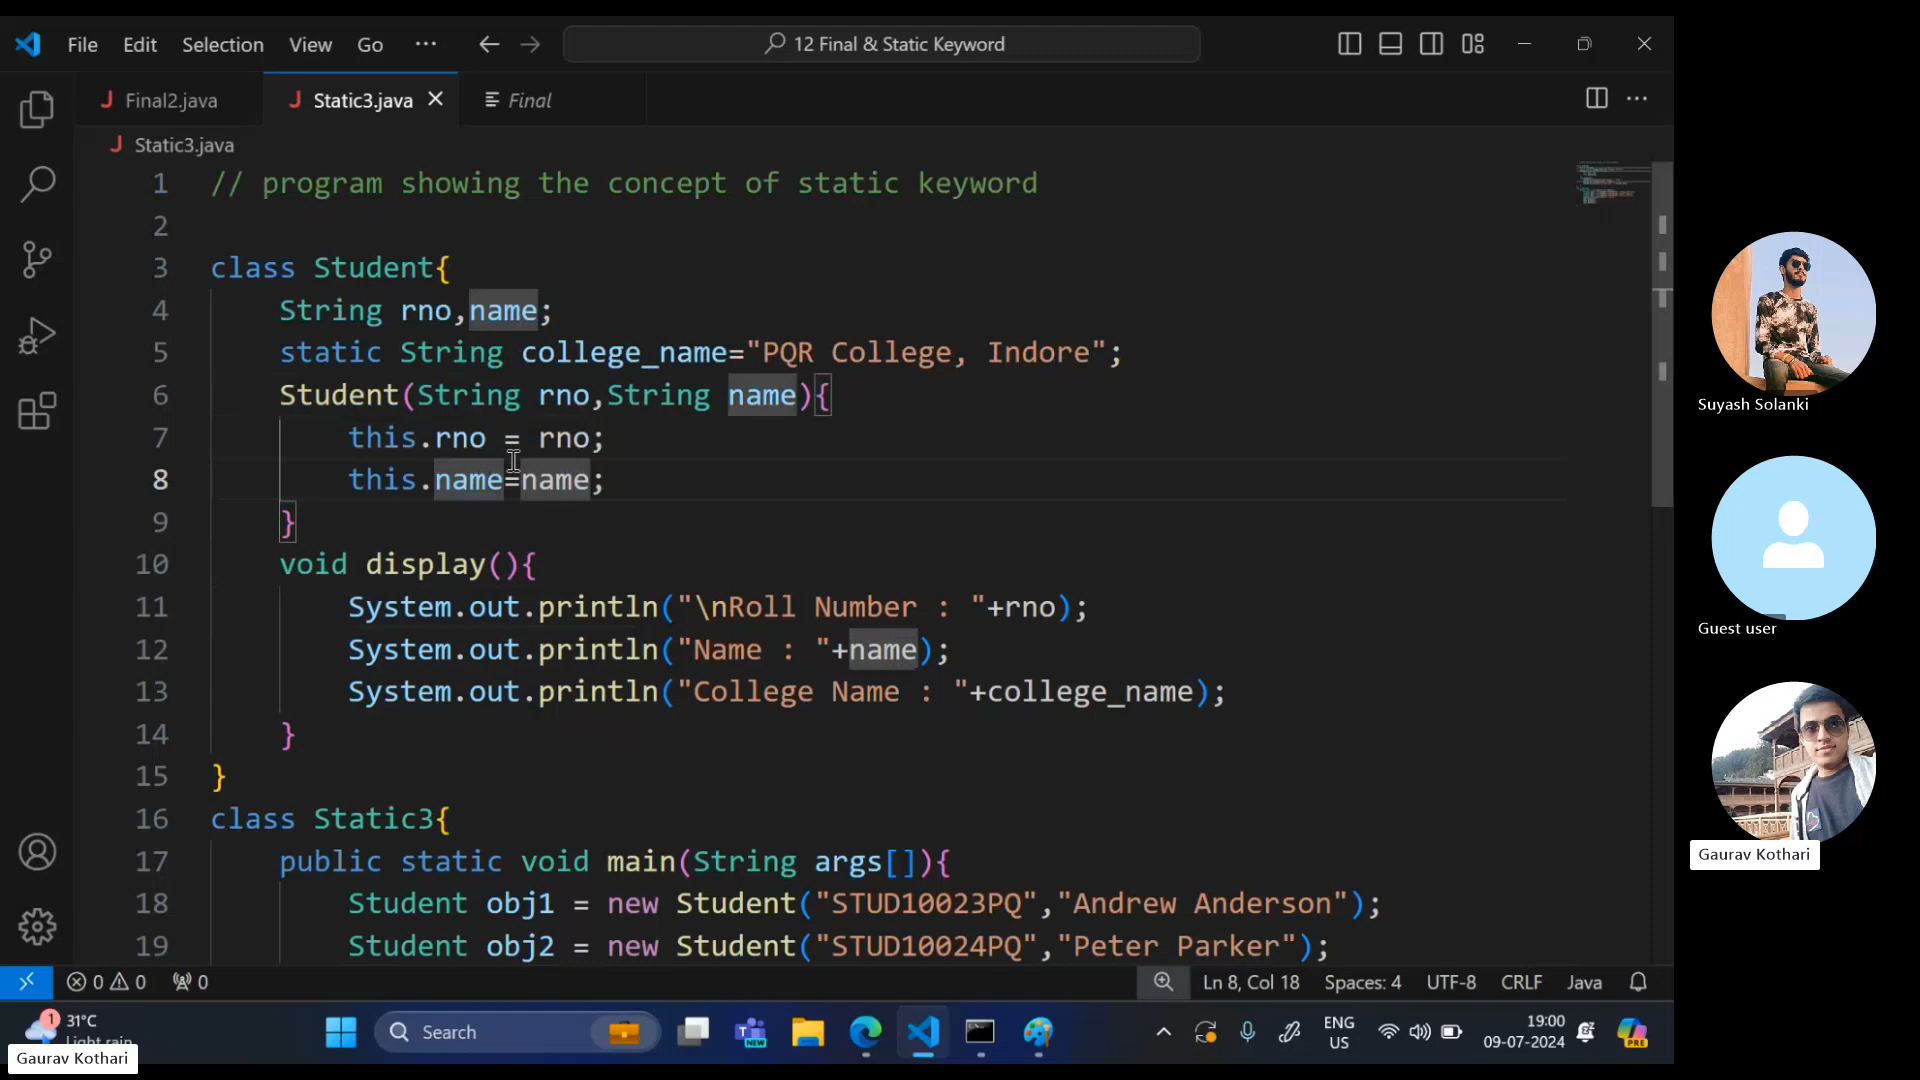 File Edit Selection View Go ··· 12 Final & Static Keyword
Final2.java Static3.java Final
Static3.java
1 // program showing the concept of static keyword
2
3 class Student{
4 String rno,name;
5 static String college_name="PQR College, Indore";
6 Student(String rno,String name){
7 this.rno = rno;
8 this.name=name;
9 }
10 void display(){
11 System.out.println("\nRoll Number : "+rno);
12 System.out.println("Name : "+name);
13 System.out.println("College Name : "+college_name);
14 }
15 }
16 class Static3{
17 public static void main(String args[]){
18 Student obj1 = new Student("STUD10023PQ","Andrew Anderson");
19 Student obj2 = new Student("STUD10024PQ","Peter Parker");
Suyash Solanki
Guest user
Gaurav Kothari
0 0 0 Ln 8, Col 18 Spaces: 4 UTF-8 CRLF Java
1 31°C
Light rain
Search
NEW
ENG
US
19:00
09-07-2024
PRE
Gaurav Kothari